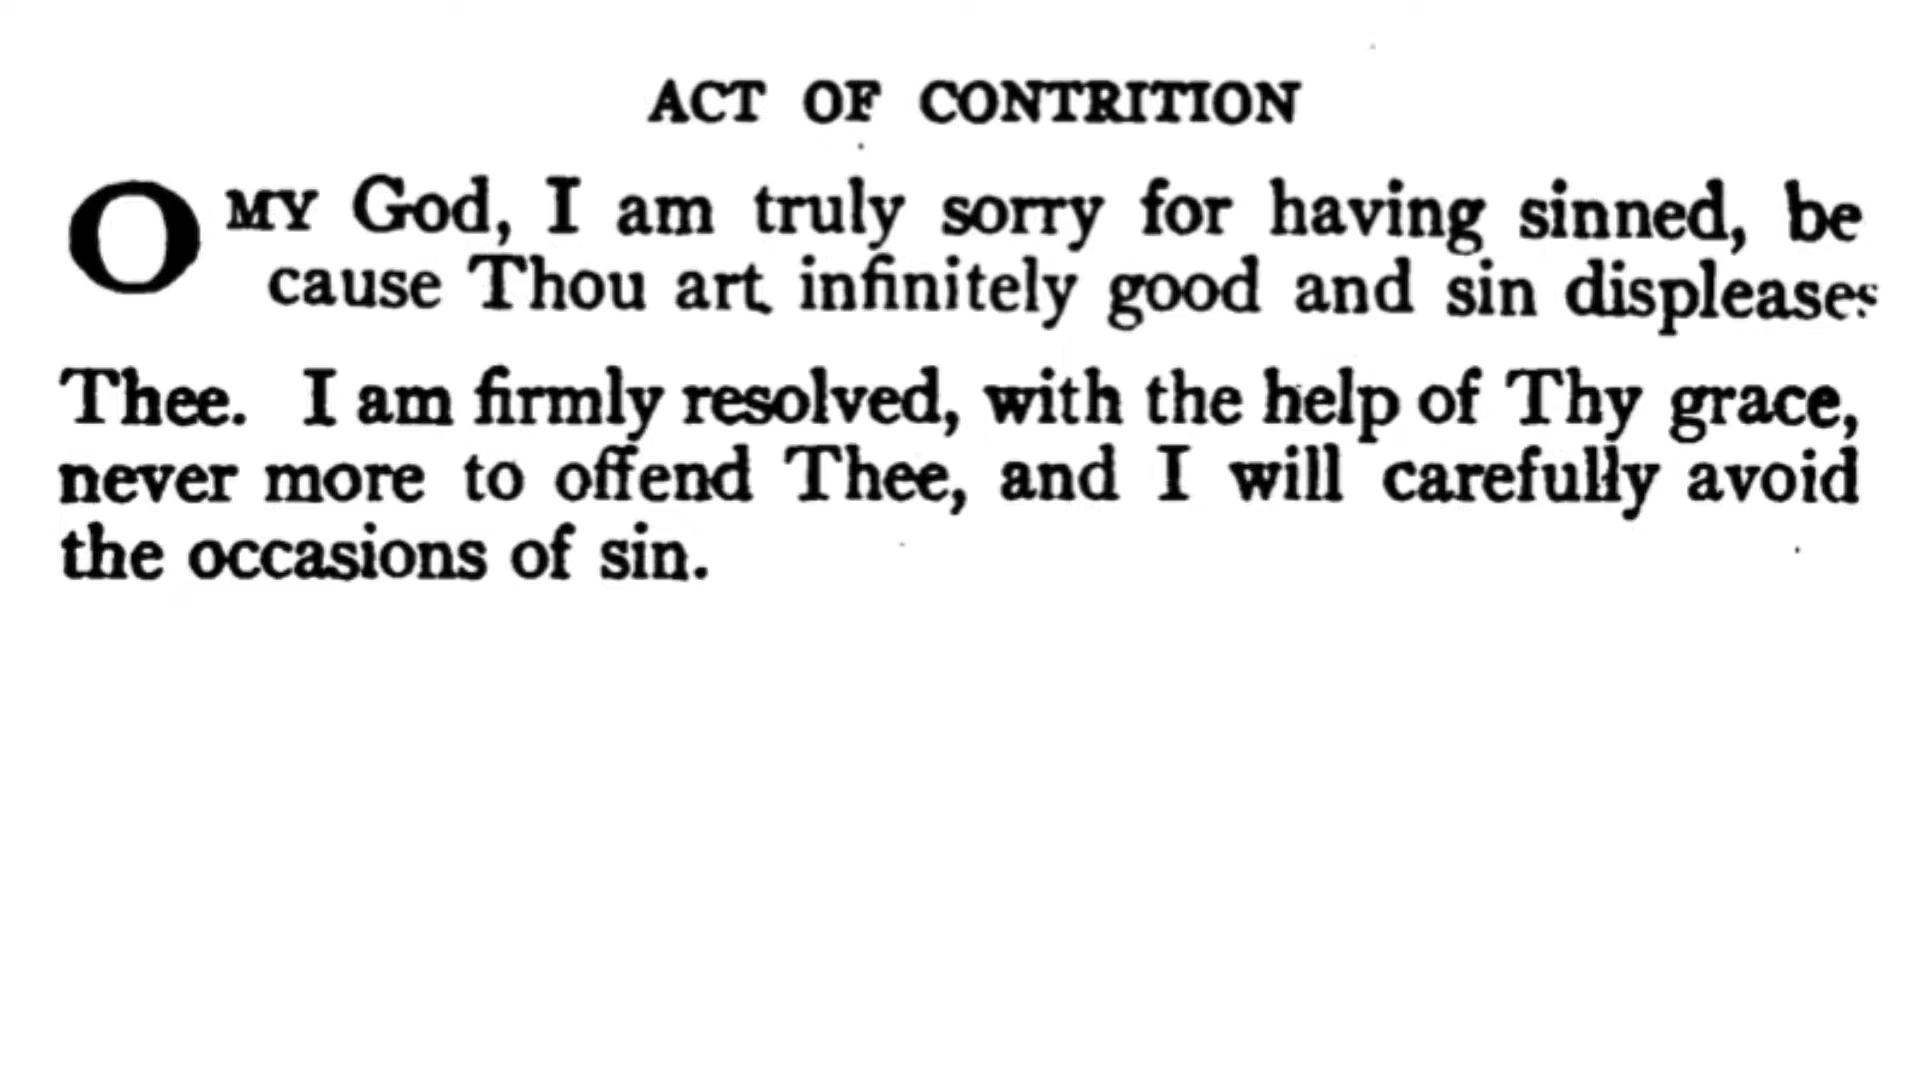 ACT OF CONTRITION
O MY God, I am truly sorry for having sinned, be
cause Thou art infinitely good and sin displeases
Thee. I am firmly resolved, with the help of Thy grace,
never more to offend Thee, and I will carefully avoid
the occasions of sin.